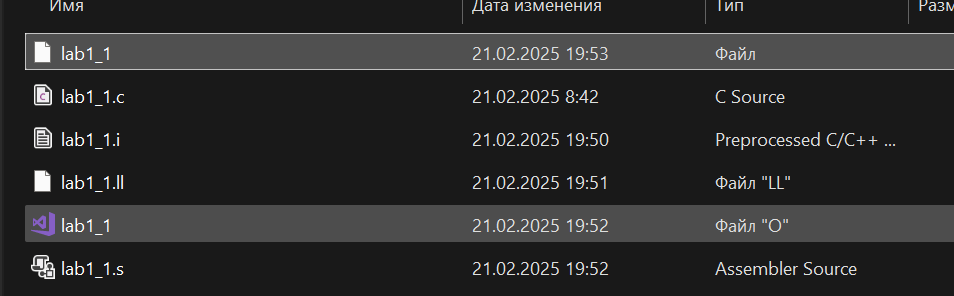 Имя Дата изменения Тип Разм
lab1_1 21.02.2025 19:53 Файл
lab1_1.c 21.02.2025 8:42 C Source
lab1_1.i 21.02.2025 19:50 Preprocessed C/C++ ...
lab1_1.ll 21.02.2025 19:51 Файл "LL"
lab1_1 21.02.2025 19:52 Файл "O"
lab1_1.s 21.02.2025 19:52 Assembler Source